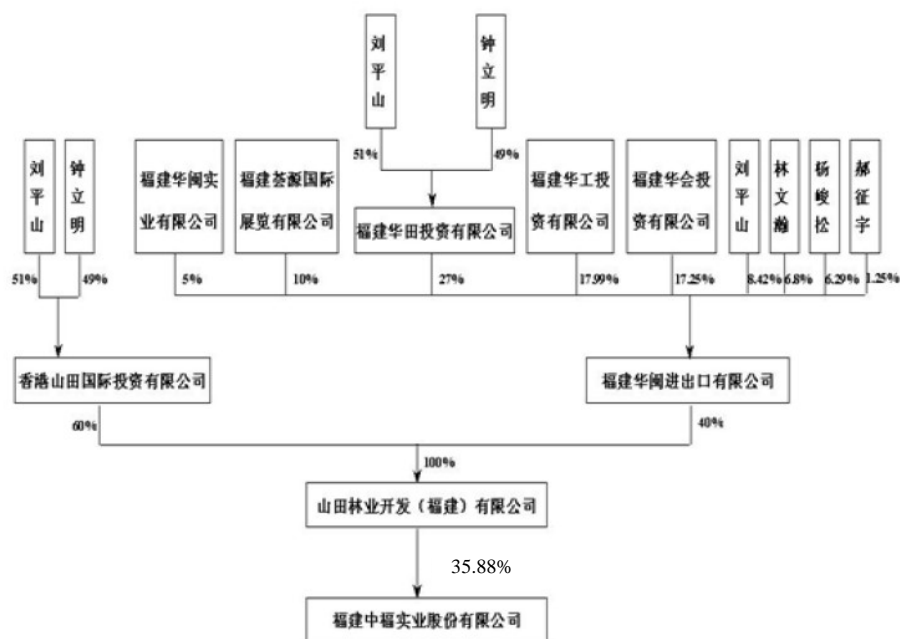 刘平山
钟立明
51%
49%
刘平山
钟立明
福建华闽实
业有限公司
福建荟源国际
展览有限公司
福建华田投资有限公司
福建华工投
资有限公司
福建华会投
资有限公司
刘平山
林文瀚
杨峻松
郝征宇
51%
49%
5%
10%
27%
17.99%
17.25%
8.42%
6.8%
6.29%
1.25%
香港山田国际投资有限公司
福建华闽进出口有限公司
60%
40%
100%
山田林业开发（福建）有限公司
35.88%
福建中福实业股份有限公司